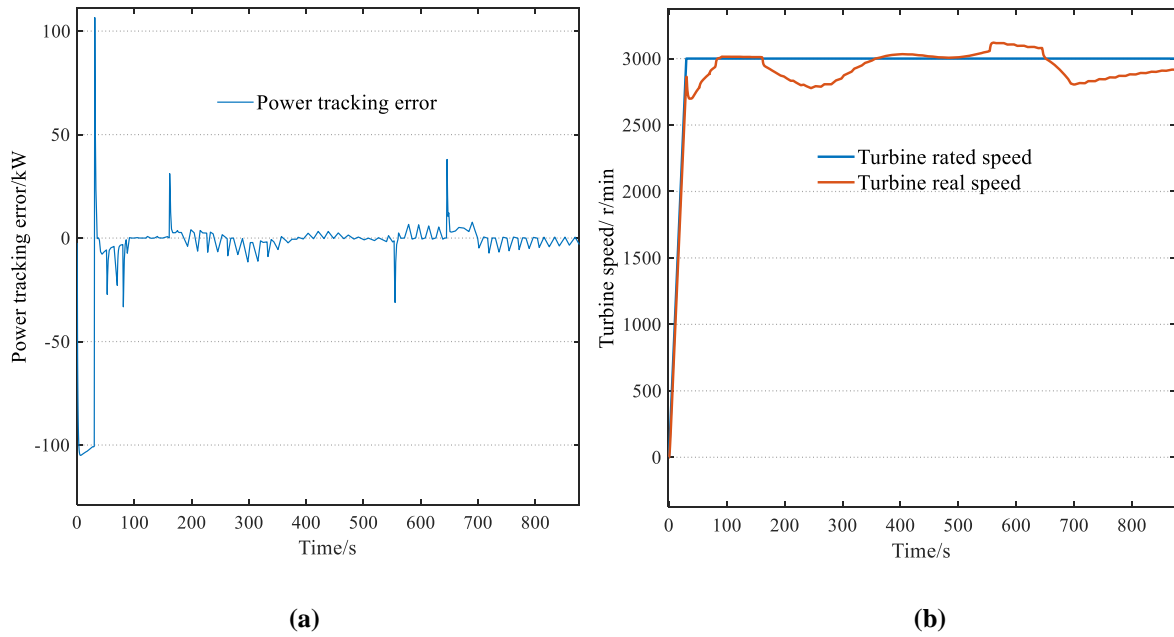 100
50
0
-50
-100
Power tracking error/kW
Power tracking error
0 100 200 300 400 500 600 700 800
Time/s
(a)
3000
2500
2000
1500
1000
500
0
Turbine speed/ r/min
Turbine rated speed
Turbine real speed
0 100 200 300 400 500 600 700 800
Time/s
(b)